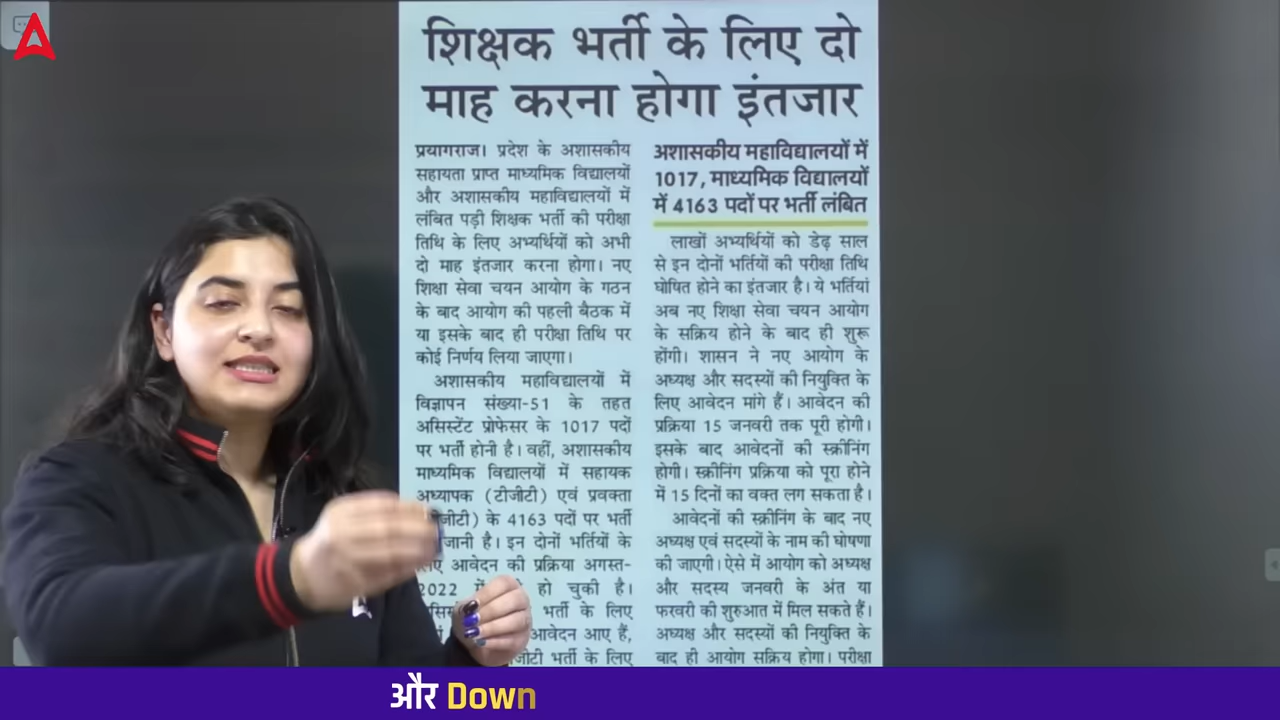 शिक्षक भर्ती के लिए दो
माह करना होगा इंतजार
प्रयागराज। प्रदेश के अशासकीय
सहायता प्राप्त माध्यमिक विद्यालयों
और अशासकीय महाविद्यालयों में
लंबित पड़ी शिक्षक भर्ती की परीक्षा
तिथि के लिए अभ्यर्थियों को अभी
दो माह इंतजार करना होगा। नए
शिक्षा सेवा चयन आयोग के गठन
के बाद आयोग की पहली बैठक में
या इसके बाद ही परीक्षा तिथि पर
कोई निर्णय लिया जाएगा।
अशासकीय महाविद्यालयों में
विज्ञापन संख्या-51 के तहत
असिस्टेंट प्रोफेसर के 1017 पदों
पर भर्ती होनी है। वहीं, अशासकीय
माध्यमिक विद्यालयों में सहायक
अध्यापक (टीजीटी) एवं प्रवक्ता
के 4163 पदों पर भर्ती
जानी है। इन दोनों भर्तियों के
आवेदन की प्रक्रिया अगस्त-
2022 में हो चुकी है।
भर्ती के लिए
आवेदन आए हैं,
भर्ती के लिए
अशासकीय महाविद्यालयों में
1017, माध्यमिक विद्यालयों
में 4163 पदों पर भर्ती लंबित
लाखों अभ्यर्थियों को डेढ़ साल
से इन दोनों भर्तियों की परीक्षा तिथि
घोषित होने का इंतजार है। ये भर्तियां
अब नए शिक्षा सेवा चयन आयोग
के सक्रिय होने के बाद ही शुरू
होंगी। शासन ने नए आयोग के
अध्यक्ष और सदस्यों की नियुक्ति के
लिए आवेदन मांगे हैं। आवेदन की
प्रक्रिया 15 जनवरी तक पूरी होगी।
इसके बाद आवेदनों की स्क्रीनिंग
होगी। स्क्रीनिंग प्रक्रिया को पूरा होने
में 15 दिनों का वक्त लग सकता है।
आवेदनों की स्क्रीनिंग के बाद नए
अध्यक्ष एवं सदस्यों के नाम की घोषणा
की जाएगी। ऐसे में आयोग को अध्यक्ष
और सदस्य जनवरी के अंत या
फरवरी की शुरुआत में मिल सकते हैं।
अध्यक्ष और सदस्यों की नियुक्ति के
बाद ही आयोग सक्रिय होगा। परीक्षा
और Down